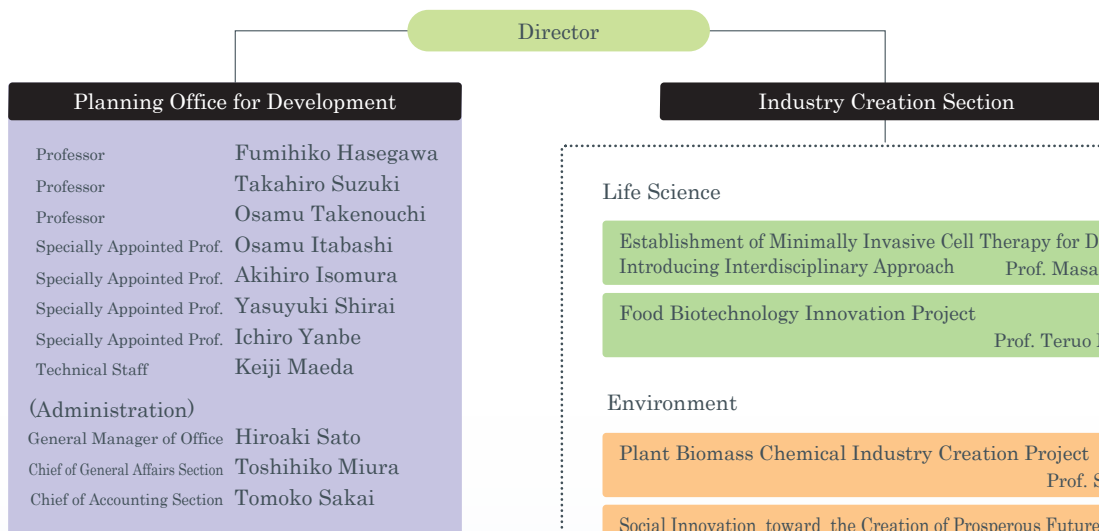 Director
Planning Office for Development
Professor Fumihiko Hasegawa
Professor Takahiro Suzuki
Professor Osamu Takenouchi
Specially Appointed Prof. Osamu Itabashi
Specially Appointed Prof. Akihiro Isomura
Specially Appointed Prof. Yasuyuki Shirai
Specially Appointed Prof. Ichiro Yanbe
Technical Staff Keiji Maeda
(Administration)
General Manager of Office Hiroaki Sato
Chief of General Affairs Section Toshihiko Miura
Chief of Accounting Section Tomoko Sakai
Industry Creation Section
Life Science
Establishment of Minimally Invasive Cell Therapy for D
Introducing Interdisciplinary Approach Prof. Masa
Food Biotechnology Innovation Project
Prof. Teruo
Environment
Plant Biomass Chemical Industry Creation Project
Prof. S
Social Innovation toward the Creation of Prosperous Future